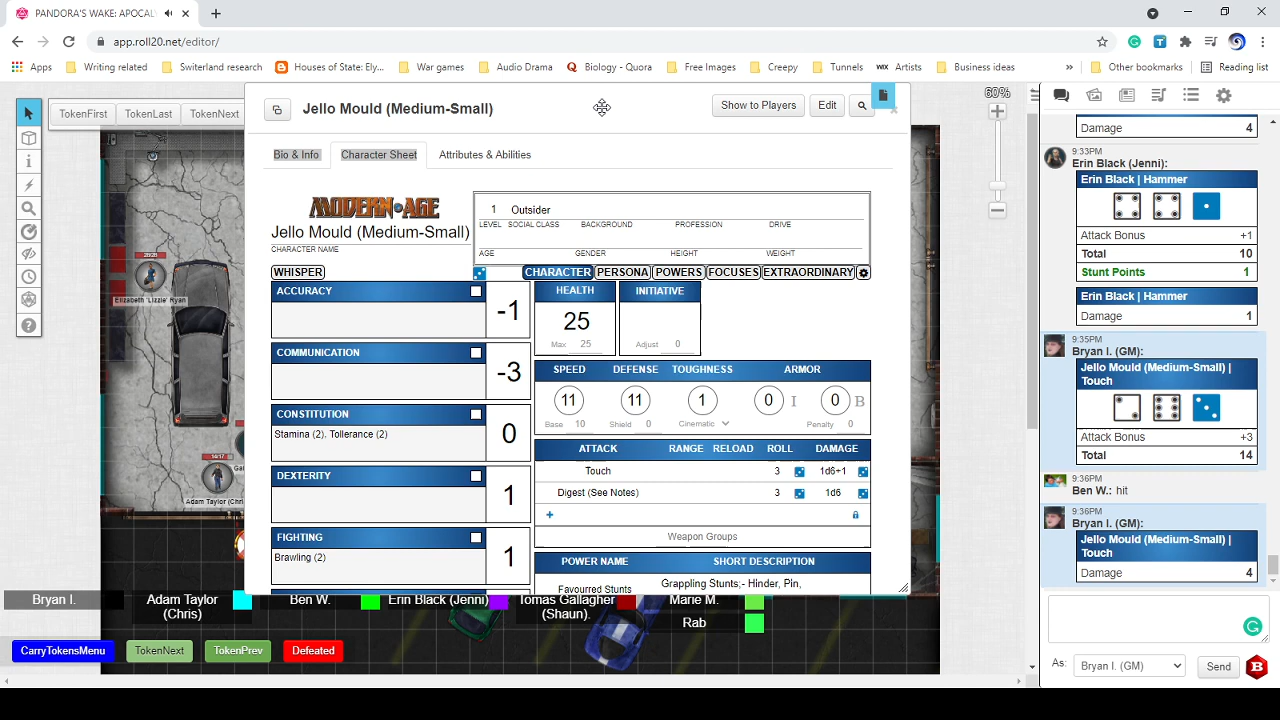 PANDORA'S WAKE: APOCAL
app.roll20.net/editor/
Apps Writing related Switerland research Houses of State: Ely... War games Audio Drama Biology - Quora Free Images Creepy Tunnels WIX Artists Business ideas » Other bookmarks Reading list
TokenFirst TokenLast TokenNext
Jello Mould (Medium-Small)
Show to Players Edit
60%
Bio & Info Character Sheet Attributes & Abilities
MODERN AGE
Jello Mould (Medium-Small)
CHARACTER NAME
1 Outsider
LEVEL SOCIAL CLASS BACKGROUND PROFESSION DRIVE
AGE GENDER HEIGHT WEIGHT
WHISPER
CHARACTER PERSONA POWERS FOCUSES EXTRAORDINARY
ACCURACY
-1
COMMUNICATION
-3
CONSTITUTION
Stamina (2), Tollerance (2)
0
DEXTERITY
1
FIGHTING
Brawling (2)
1
HEALTH INITIATIVE
25
Max 25 Adjust 0
SPEED DEFENSE TOUGHNESS ARMOR
11 11 1 0 I 0 B
Base 10 Shield 0 Cinematic Penalty 0
ATTACK RANGE RELOAD ROLL DAMAGE
Touch 3 1d6+1
Digest (See Notes) 3 1d6
+
Weapon Groups
POWER NAME SHORT DESCRIPTION
Favoured Stunts Grappling Stunts;- Hinder, Pin,
28/28
Elizabeth 'Lizzie' Ryan
14/17
Adam Taylor (Chri
Bryan I.
Adam Taylor
(Chris)
Ben W.
Erin Black (Jenni)
Tomas Gallagher
(Shaun).
Marie M.
Rab
CarryTokensMenu TokenNext TokenPrev Defeated
Damage 4
9:33PM
Erin Black (Jenni):
Erin Black | Hammer
Attack Bonus +1
Total 10
Stunt Points 1
Erin Black | Hammer
Damage 1
9:35PM
Bryan I. (GM):
Jello Mould (Medium-Small) |
Touch
Attack Bonus +3
Total 14
9:36PM
Ben W.: hit
9:36PM
Bryan I. (GM):
Jello Mould (Medium-Small) |
Touch
Damage 4
As: Bryan I. (GM) Send